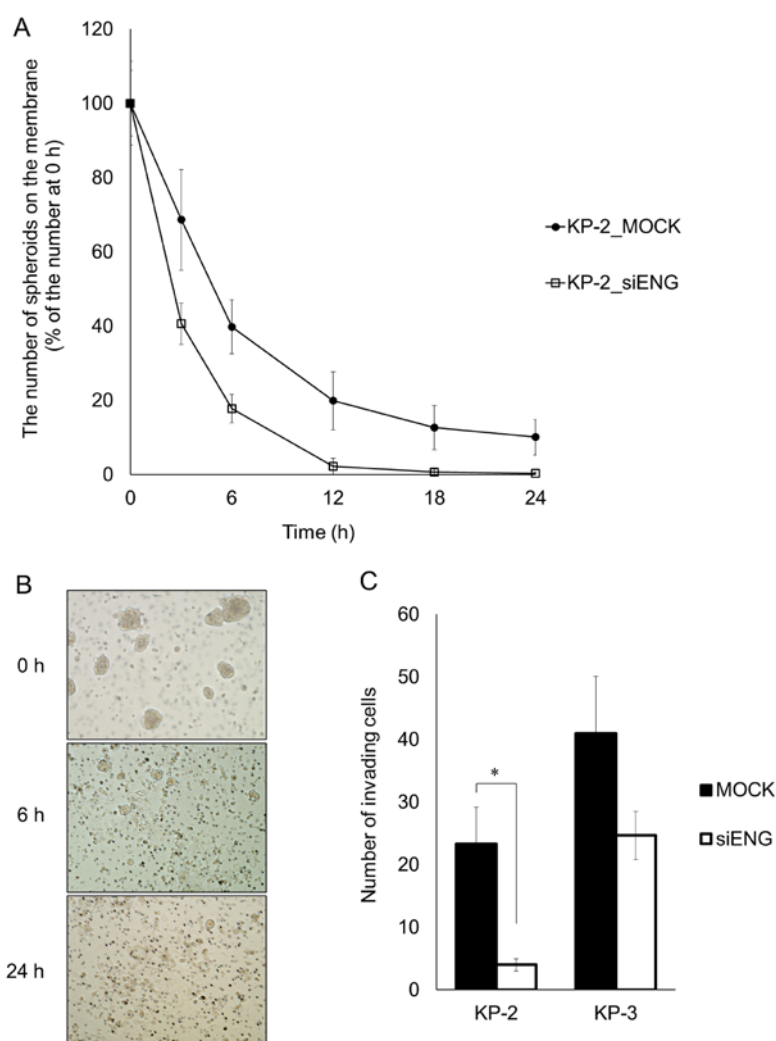 A
The number of spheroids on the membrane
(% of the number at 0 h)
120
100
80
60
40
20
0
0 6 12 18 24
Time (h)
KP-2_MOCK
KP-2_siENG
B
0 h
6 h
24 h
C
Number of invading cells
60
50
40
30
20
10
0
*
KP-2 KP-3
MOCK
siENG